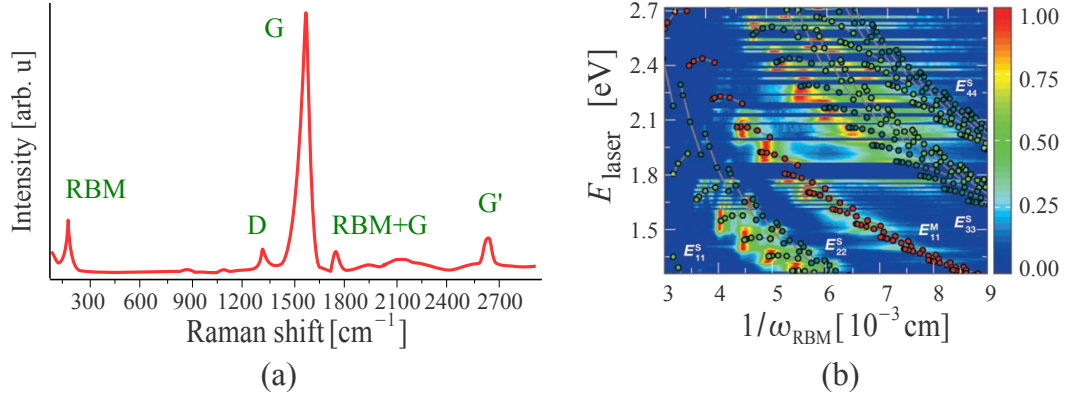 Intensity [arb. u]
G
RBM
D
RBM+G
G'
300 900 1200 1500 1800 2100 2700
Raman shift [cm⁻¹]
(a)
E_laser [eV]
2.7
2.4
2.1
1.8
1.5
E^S_44
E^S_33
E^M_11
E^S_22
E^S_11
3 4 5 6 7 8 9
1/ω_RBM [10⁻³ cm]
1.00
0.75
0.50
0.25
0.00
(b)